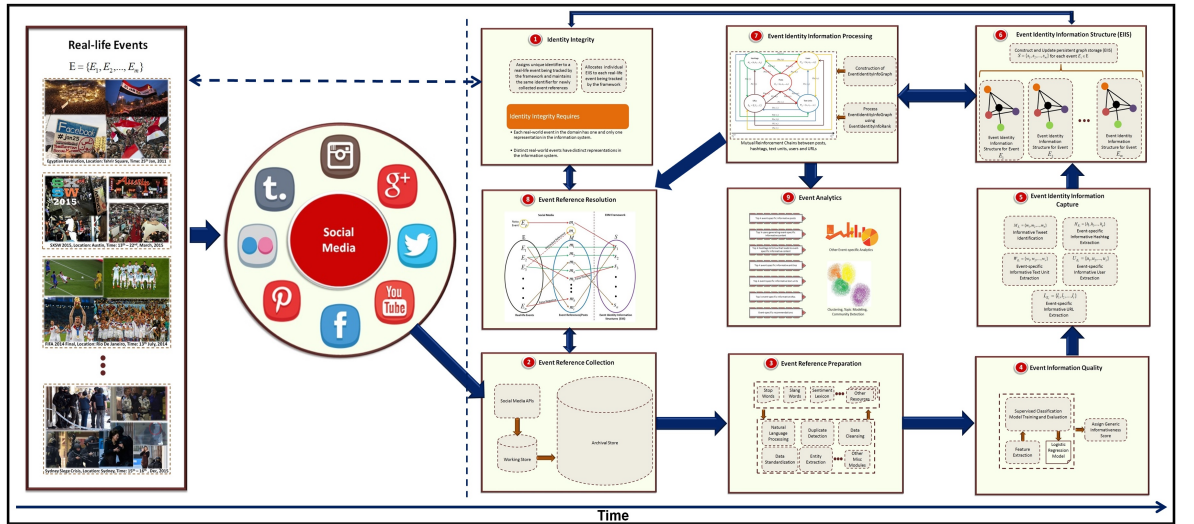 Real-life Events
E = {E1, E2,..., En}
Facebook
#jan25
Egyptian Revolution, Location: Tahrir Square, Time: 25th Jan, 2011
SXSW
2015
SXSW 2015, Location: Austin, Time: 13th – 22nd, March, 2015
FIFA 2014 Final, Location: Rio De Janeiro, Time: 13th July, 2014
Sydney Siege Crisis, Location: Sydney, Time: 15th – 16th, Dec, 2015
t.
g+
Social
Media
You
Tube
f
1 Identity Integrity
Assigns unique identifier to a
real-life event being tracked
by the framework and maintains
the same identifier for newly
collected event references
Allocates individual
EIIS to each real-life
event being tracked
by the framework
Identity Integrity Requires
• Each real-world event in the domain has one and only one
representation in the information system.
• Distinct real-world events have distinct representations in
the information system.
7 Event Identity Information Processing
Construction of
EventIdentityInfoGraph
Process
EventIdentityInfoGraph
using
EventIdentityInfoRank
Mutual Reinforcement Chains between posts,
hashtags, text units, users and URLs
6 Event Identity Information Structure (EIIS)
Construct and Update persistent graph storage (EIIS)
for each event
Event Identity
Information
Structure for Event
Event Identity
Information
Structure for Event
Event Identity
Information
Structure for Event
8 Event Reference Resolution
Social Media
EIIS Framework
9 Event Analytics
Other Event-specific Analytics
Clustering, Topic Modeling,
Community Detection
5 Event Identity Information
Capture
Informative Tweet
Identification
Event-specific
Informative Hashtag
Extraction
Event-specific
Informative Text Unit
Extraction
Event-specific
Informative User
Extraction
Event-specific
Informative URL
Extraction
2 Event Reference Collection
Social Media APIs
Working Store
Archival Store
3 Event Reference Preparation
Stop
Words
Slang
Words
Sentiment
Lexicon
Other
Resources
Natural
Language
Processing
Duplicate
Detection
Data
Cleansing
Data
Standardization
Entity
Extraction
Other
Misc
Modules
4 Event Information Quality
Supervised Classification
Model Training and Evaluation
Feature
Extraction
Logistic
Regression
Model
Assign Generic
Informativeness
Score
Time